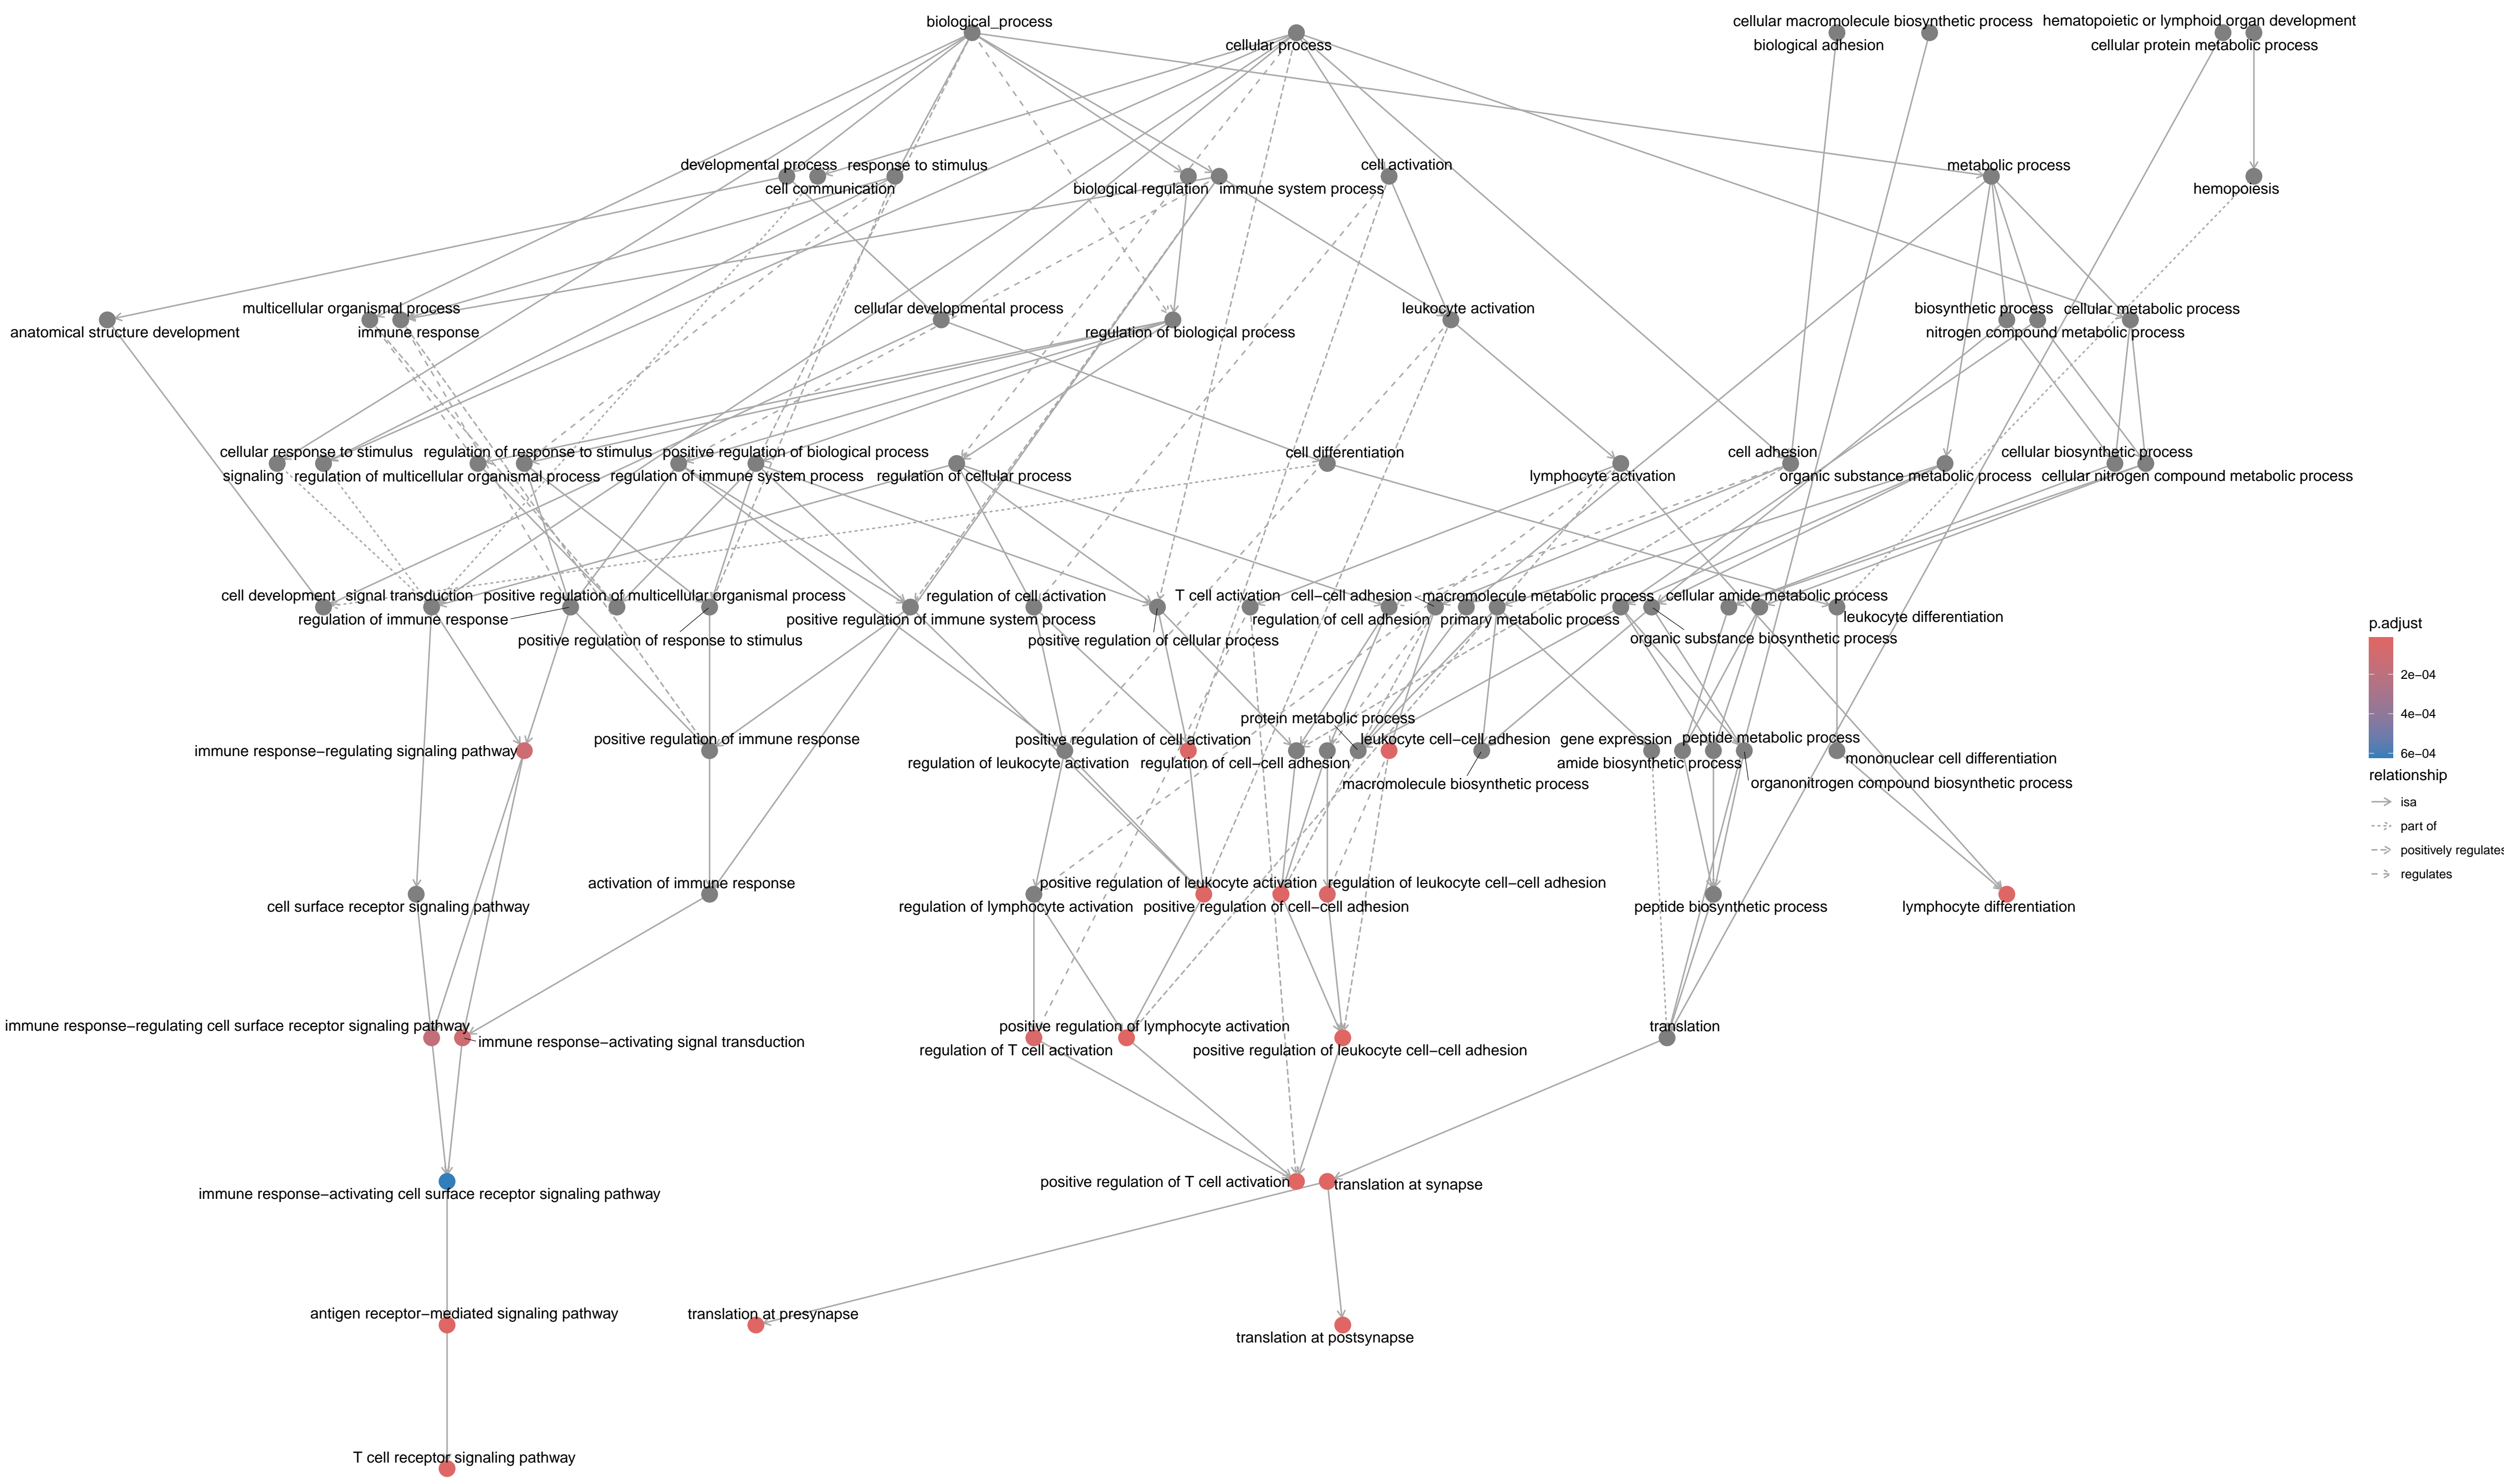 biological_process
cellular process
cellular macromolecule biosynthetic process
biological adhesion
hematopoietic or lymphoid organ development
cellular protein metabolic process
developmental process
response to stimulus
cell communication
biological regulation
immune system process
cell activation
metabolic process
hemopoiesis
multicellular organismal process
anatomical structure development
immune response
cellular developmental process
regulation of biological process
leukocyte activation
biosynthetic process
cellular metabolic process
nitrogen compound metabolic process
cellular response to stimulus
regulation of response to stimulus
positive regulation of biological process
signaling
regulation of multicellular organismal process
regulation of immune system process
regulation of cellular process
cell differentiation
lymphocyte activation
cell adhesion
organic substance metabolic process
cellular biosynthetic process
cellular nitrogen compound metabolic process
cell development
signal transduction
positive regulation of multicellular organismal process
regulation of immune response
positive regulation of response to stimulus
regulation of cell activation
positive regulation of immune system process
T cell activation
positive regulation of cellular process
cell−cell adhesion
regulation of cell adhesion
macromolecule metabolic process
primary metabolic process
cellular amide metabolic process
organic substance biosynthetic process
leukocyte differentiation
immune response−regulating signaling pathway
positive regulation of immune response
positive regulation of cell activation
regulation of leukocyte activation
protein metabolic process
regulation of cell−cell adhesion
leukocyte cell−cell adhesion
macromolecule biosynthetic process
gene expression
amide biosynthetic process
peptide metabolic process
organonitrogen compound biosynthetic process
mononuclear cell differentiation
cell surface receptor signaling pathway
activation of immune response
positive regulation of leukocyte activation
regulation of lymphocyte activation
positive regulation of cell−cell adhesion
regulation of leukocyte cell−cell adhesion
peptide biosynthetic process
lymphocyte differentiation
immune response−regulating cell surface receptor signaling pathway
immune response−activating signal transduction
positive regulation of lymphocyte activation
regulation of T cell activation
positive regulation of leukocyte cell−cell adhesion
translation
immune response−activating cell surface receptor signaling pathway
positive regulation of T cell activation
translation at synapse
antigen receptor−mediated signaling pathway
translation at presynapse
translation at postsynapse
T cell receptor signaling pathway
p.adjust
2e−04
4e−04
6e−04
relationship
isa
part of
positively regulates
regulates